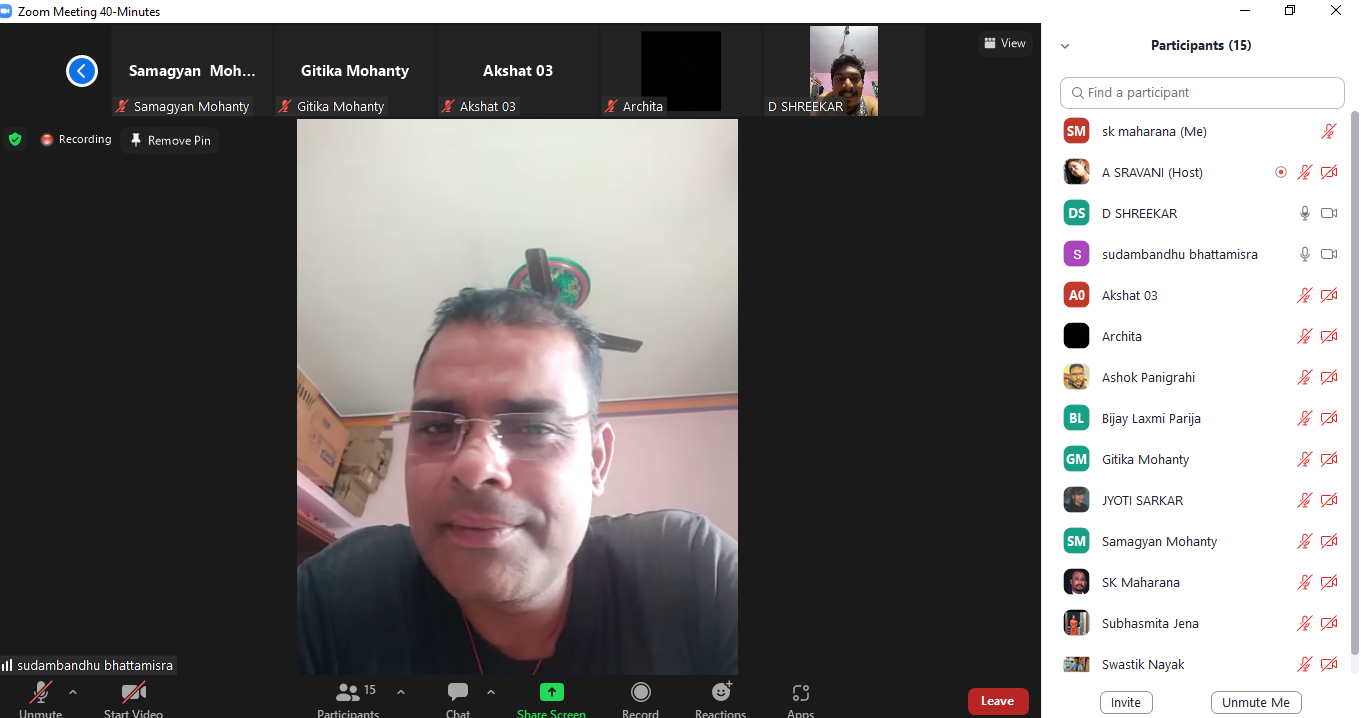 Zoom Meeting 40-Minutes
Samagyan Moh...
Gitika Mohanty
Akshat 03
Samagyan Mohanty
Gitika Mohanty
Akshat 03
Archita
D SHREEKAR
View
Recording
Remove Pin
sudambandhu bhattamisra
Unmute
Start Video
15
Participants
Chat
Share Screen
Record
Reactions
Apps
Leave
Participants (15)
Find a participant
SM sk maharana (Me)
A SRAVANI (Host)
DS D SHREEKAR
S sudambandhu bhattamisra
A0 Akshat 03
Archita
Ashok Panigrahi
BL Bijay Laxmi Parija
GM Gitika Mohanty
JYOTI SARKAR
SM Samagyan Mohanty
SK Maharana
Subhasmita Jena
Swastik Nayak
Invite
Unmute Me